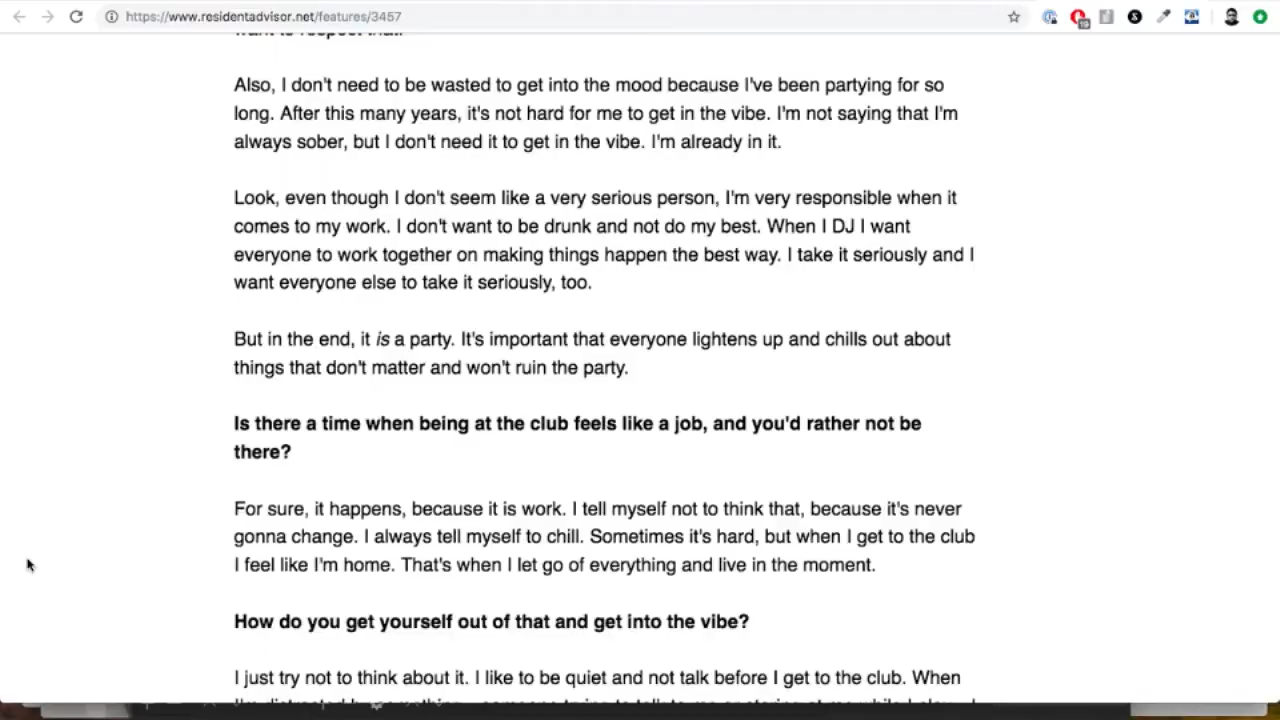 https://www.residentadvisor.net/features/3457
19
want to respect that.
Also, I don't need to be wasted to get into the mood because I've been partying for so
long. After this many years, it's not hard for me to get in the vibe. I'm not saying that I'm
always sober, but I don't need it to get in the vibe. I'm already in it.
Look, even though I don't seem like a very serious person, I'm very responsible when it
comes to my work. I don't want to be drunk and not do my best. When I DJ I want
everyone to work together on making things happen the best way. I take it seriously and I
want everyone else to take it seriously, too.
But in the end, it is a party. It's important that everyone lightens up and chills out about
things that don't matter and won't ruin the party.
Is there a time when being at the club feels like a job, and you'd rather not be
there?
For sure, it happens, because it is work. I tell myself not to think that, because it's never
gonna change. I always tell myself to chill. Sometimes it's hard, but when I get to the club
I feel like I'm home. That's when I let go of everything and live in the moment.
How do you get yourself out of that and get into the vibe?
I just try not to think about it. I like to be quiet and not talk before I get to the club. When